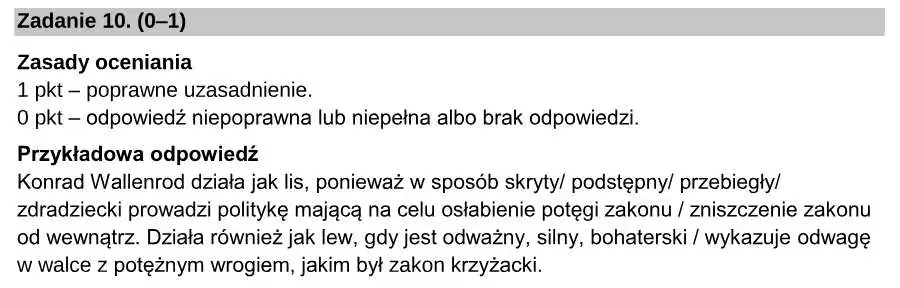 Zadanie 10. (0–1)
Zasady oceniania
1 pkt – poprawne uzasadnienie.
0 pkt – odpowiedź niepoprawna lub niepełna albo brak odpowiedzi.
Przykładowa odpowiedź
Konrad Wallenrod działa jak lis, ponieważ w sposób skryty/ podstępny/ przebiegły/
zdradziecki prowadzi politykę mającą na celu osłabienie potęgi zakonu / zniszczenie zakonu
od wewnątrz. Działa również jak lew, gdy jest odważny, silny, bohaterski / wykazuje odwagę
w walce z potężnym wrogiem, jakim był zakon krzyżacki.